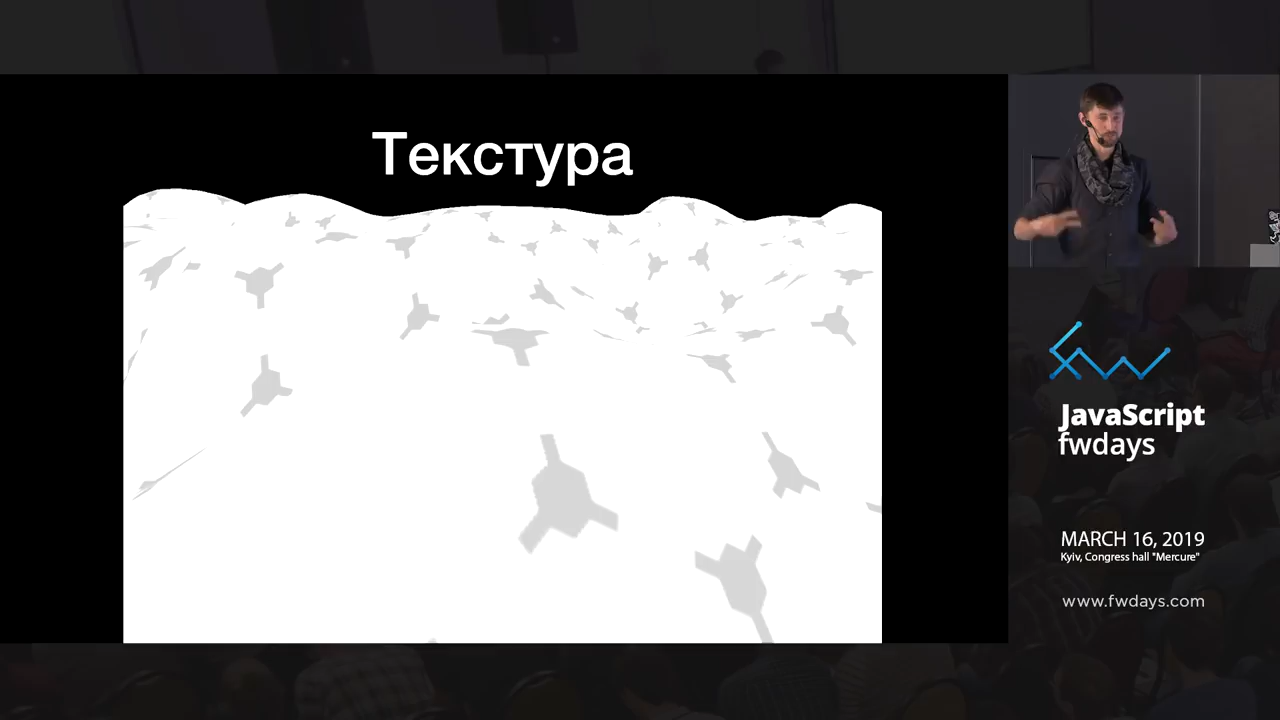 Текстура
JavaScript
fwdays
MARCH 16, 2019
Kyiv, Congress hall "Mercure"
www.fwdays.com